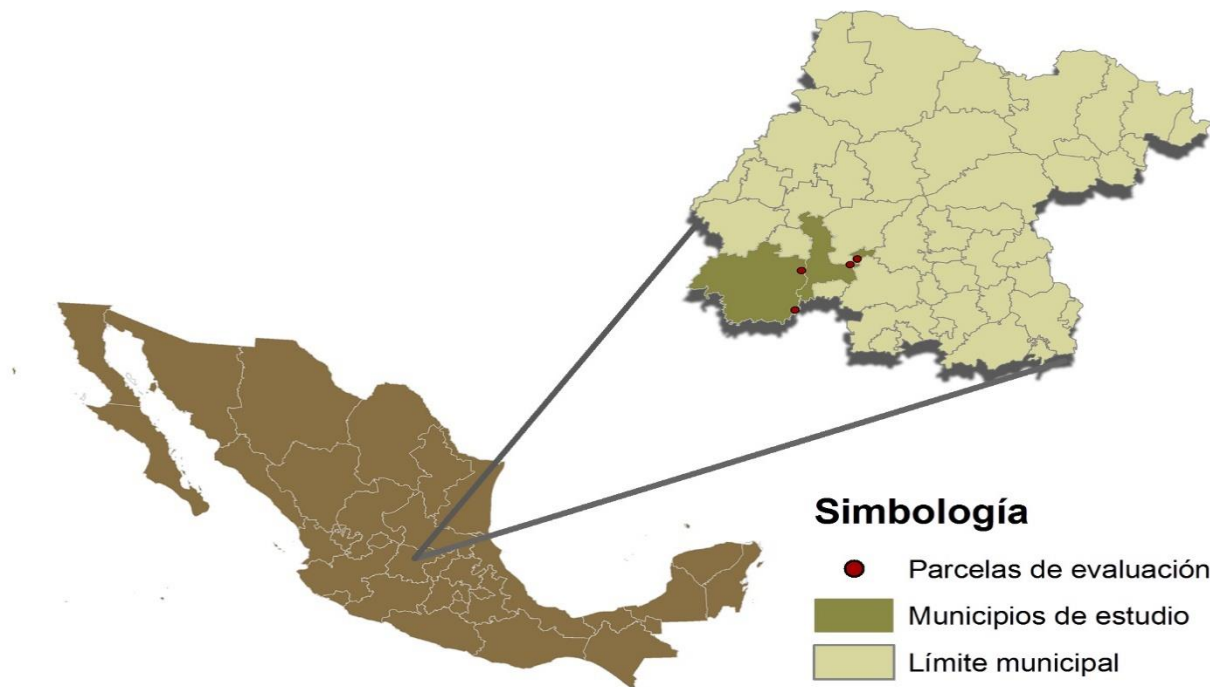 Simbología
Parcelas de evaluación
Municipios de estudio
Límite municipal